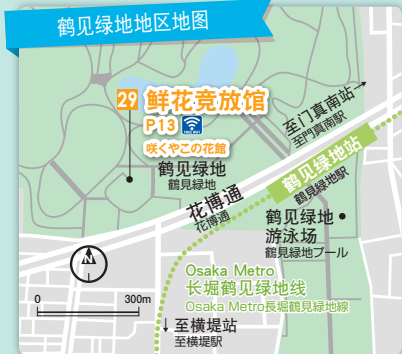 鹤见绿地地区地图
29 鲜花竞放馆
P13 FREE Wi-Fi
咲くやこの花館
鹤见绿地
鶴見緑地
至门真南站→
至門真南駅
鹤见绿地站
鶴見緑地駅
花博通
花博通
鹤见绿地
游泳场
鶴見緑地プール
Osaka Metro
长堀鹤见绿地线
Osaka Metro長堀鶴見緑地線
N
0 300m
↓至横堤站
至横堤駅